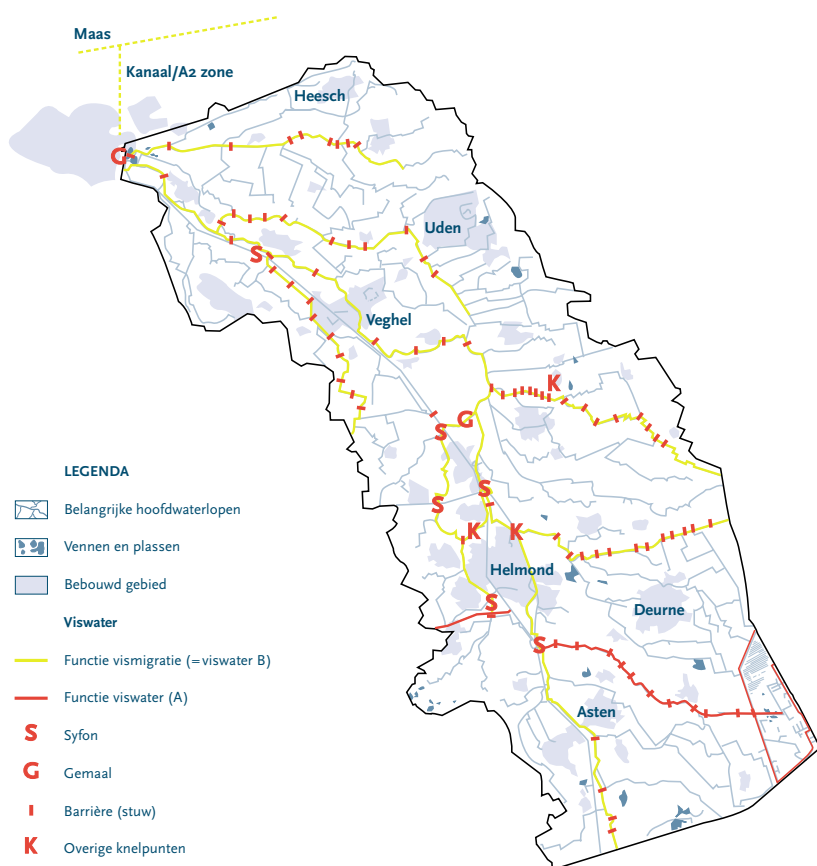 Maas
Kanaal/A2 zone
Heesch
G
Uden
S
Veghel
K
G
S
S
S
K
K
Helmond
S
Deurne
S
Asten
LEGENDA
Belangrijke hoofdwaterlopen
Vennen en plassen
Bebouwd gebied
Viswater
Functie vismigratie (=viswater B)
Functie viswater (A)
S Syfon
G Gemaal
Barrière (stuw)
K Overige knelpunten